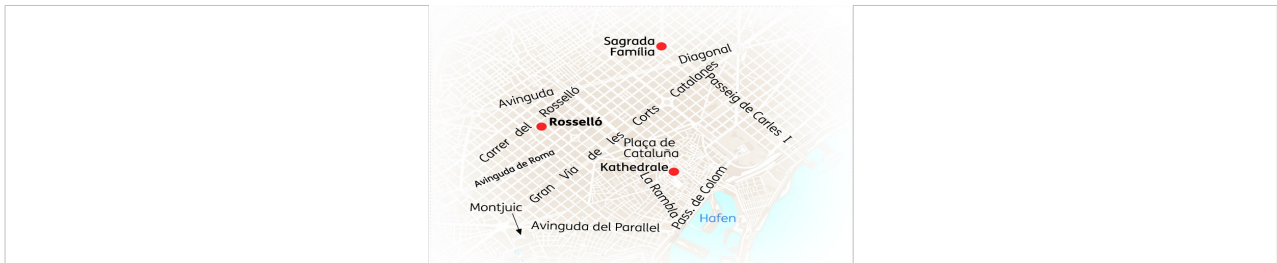 Sagrada
Família
Diagonal
Avinguda
Catalanes
Passeig de Carles I
Carrer del Rosselló
Rosselló
Corts
les
de
Via
Gran
Plaça de
Cataluña
Avinguda de Roma
Kathedrale
La Rambla
Pass. de Colom
Montjuic
Hafen
Avinguda del Parallel